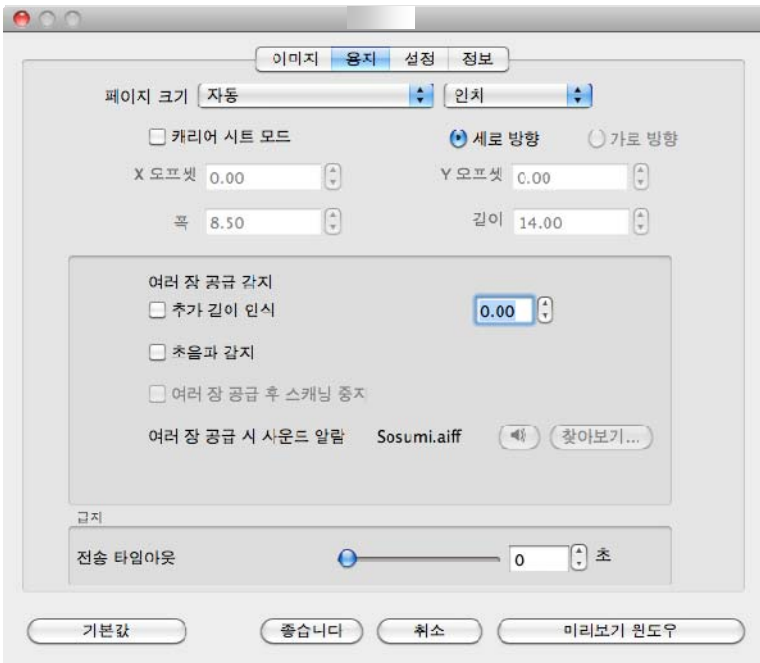 이미지 용지 설정 정보
페이지 크기 자동 인치
캐리어 시트 모드 세로 방향 가로 방향
X 오프셋 0.00 Y 오프셋 0.00
폭 8.50 길이 14.00
여러 장 공급 감지
추가 길이 인식 0.00
초음파 감지
여러 장 공급 후 스캐닝 중지
여러 장 공급 시 사운드 알람 Sosumi.aiff 찾아보기...
급지
전송 타임아웃 0 초
기본값 좋습니다 취소 미리보기 윈도우